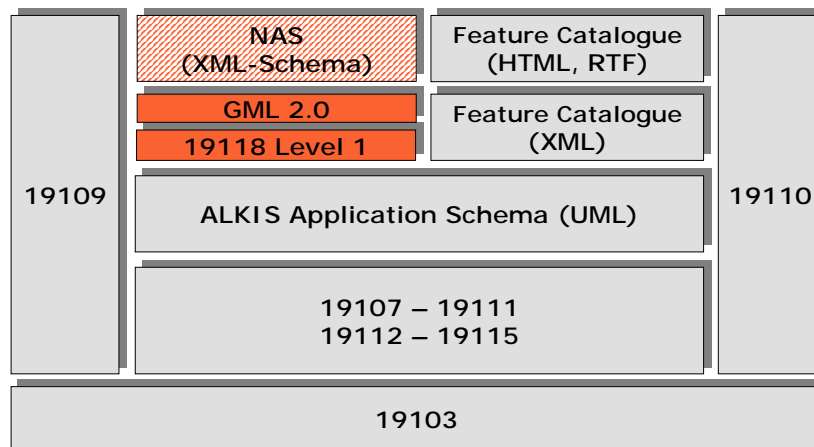 NAS
(XML-Schema)
Feature Catalogue
(HTML, RTF)
GML 2.0
19118 Level 1
Feature Catalogue
(XML)
19109
ALKIS Application Schema (UML)
19110
19107 – 19111
19112 – 19115
19103